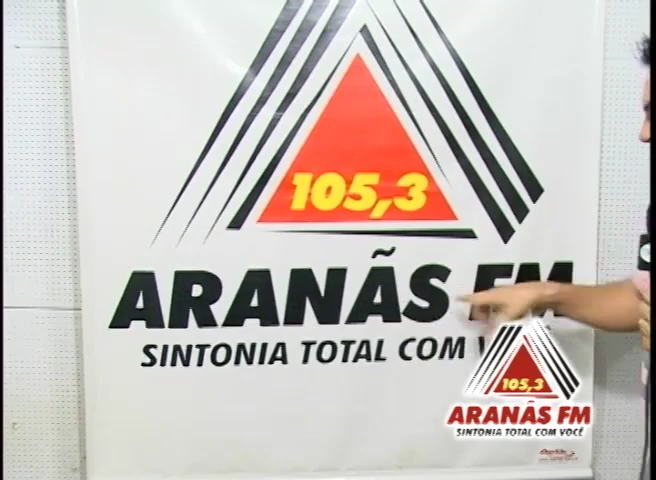 105,3
ARANÃS FM
SINTONIA TOTAL COM
105,3
ARANÃS FM
SINTONIA TOTAL COM VOCÊ